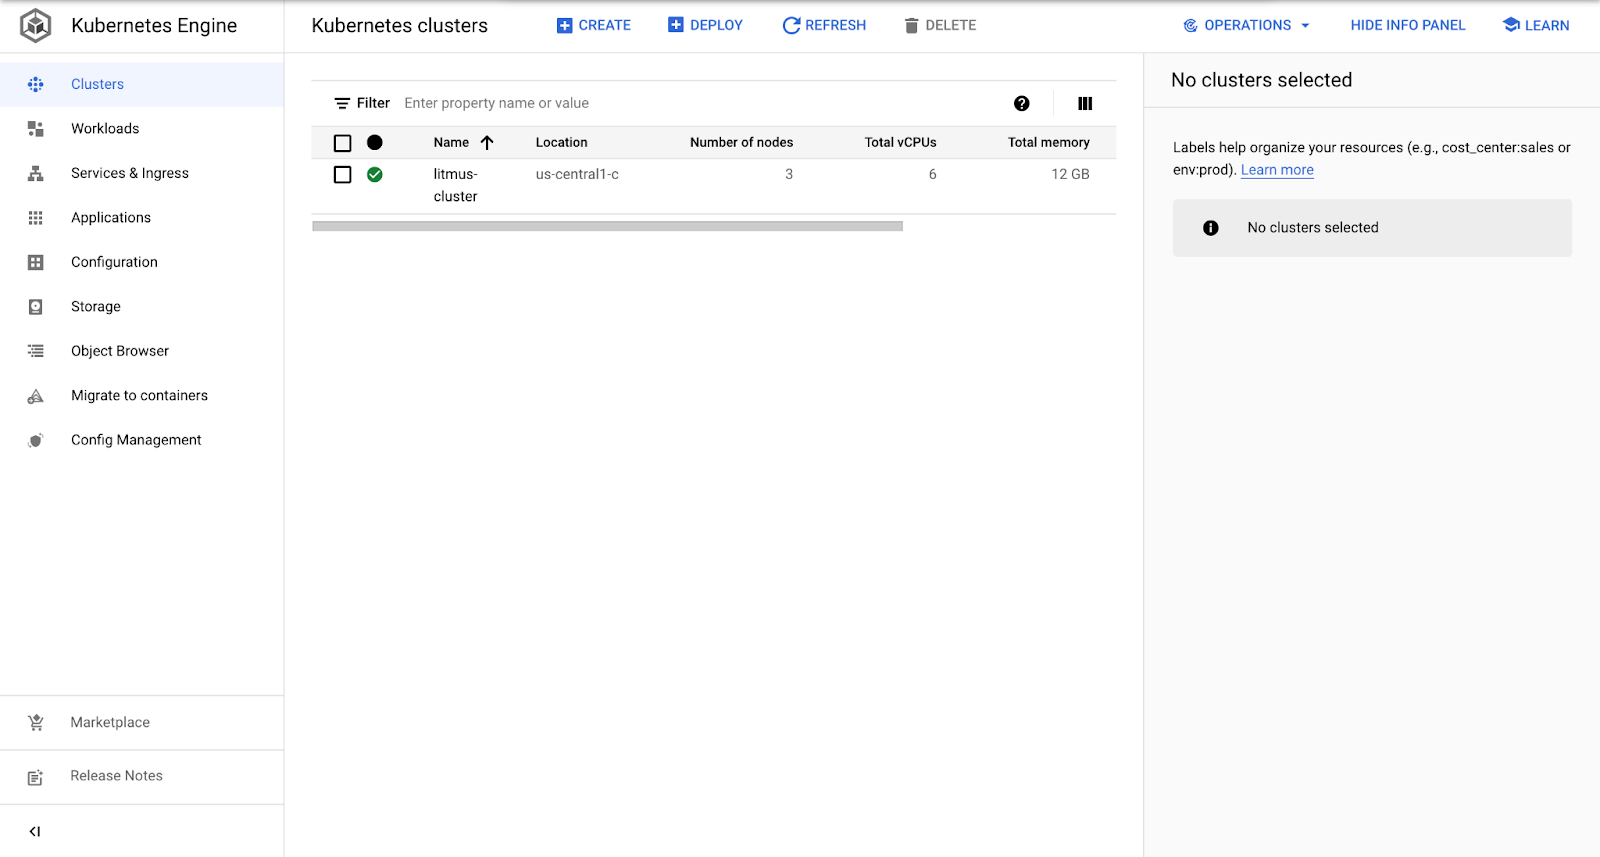 Kubernetes Engine
Kubernetes clusters
CREATE
DEPLOY
REFRESH
DELETE
OPERATIONS
HIDE INFO PANEL
LEARN
Clusters
Workloads
Services & Ingress
Applications
Configuration
Storage
Object Browser
Migrate to containers
Config Management
Marketplace
Release Notes
Filter Enter property name or value
Name Location Number of nodes Total vCPUs Total memory
litmus- us-central1-c 3 6 12 GB
cluster
No clusters selected
Labels help organize your resources (e.g., cost_center:sales or
env:prod). Learn more
No clusters selected